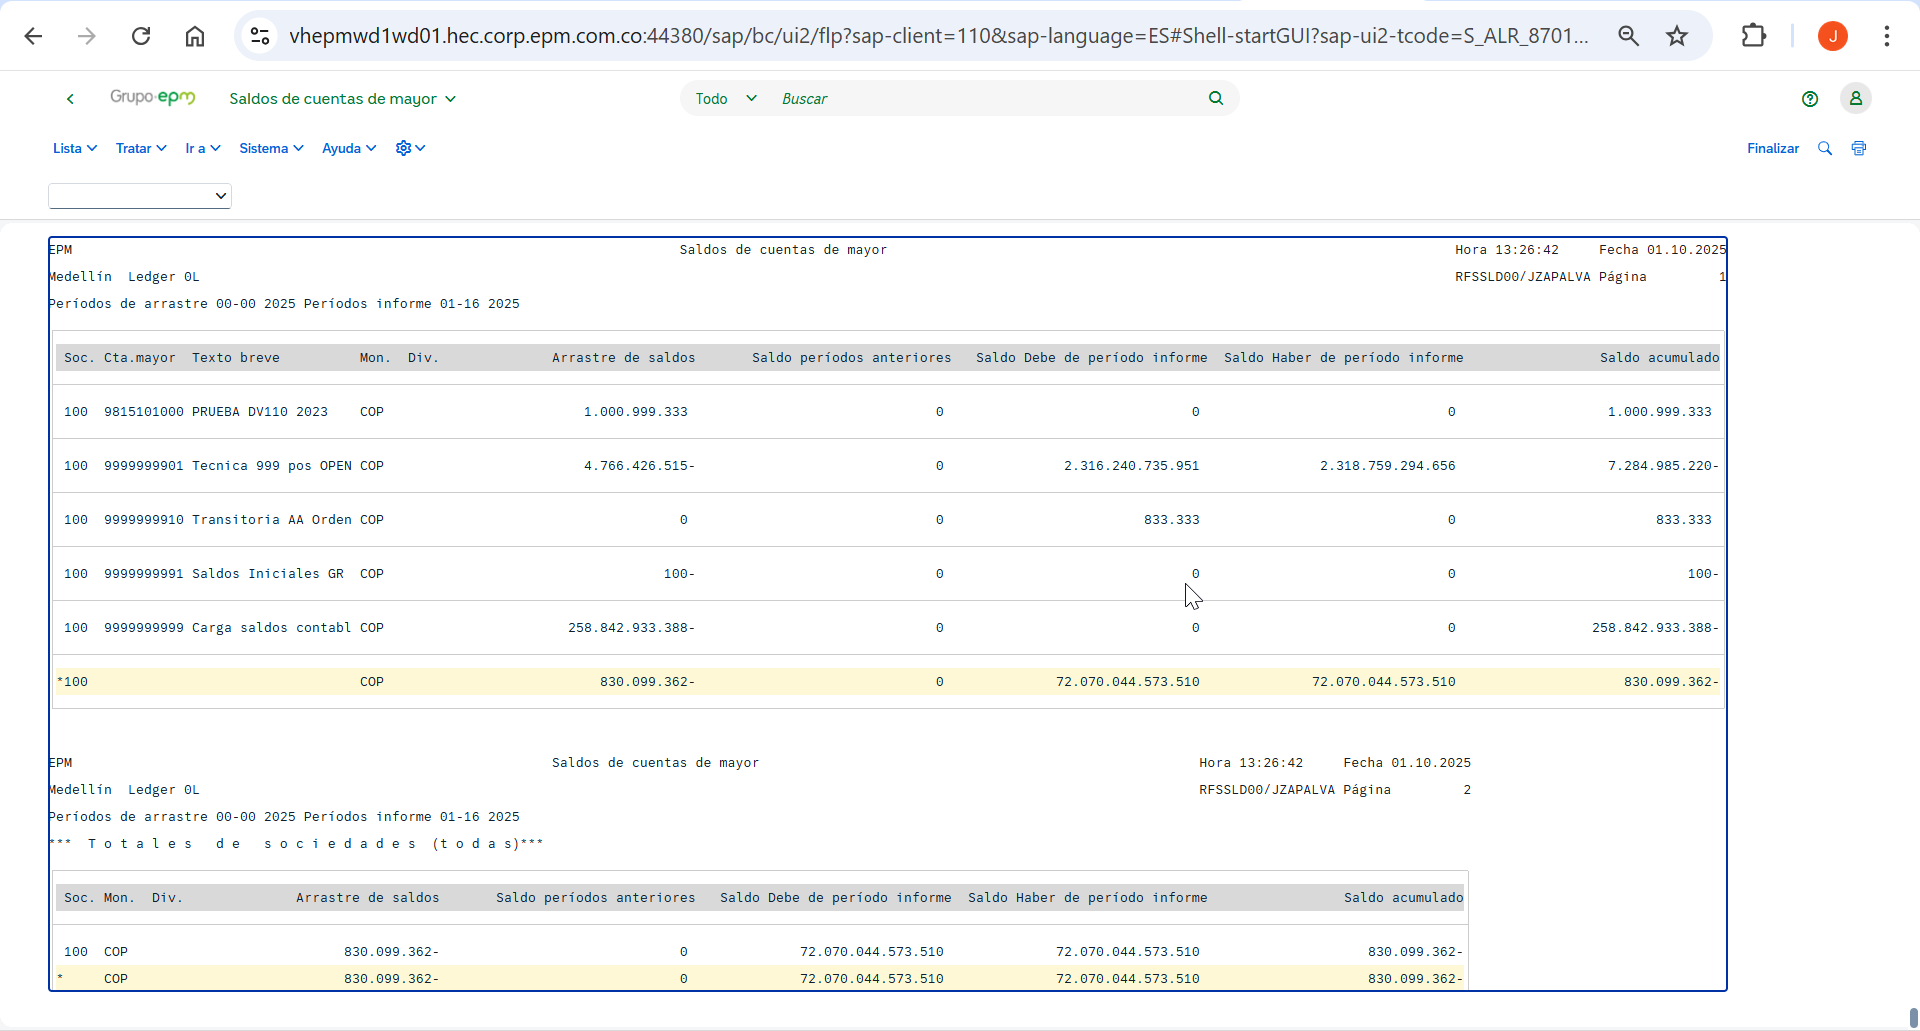 vhepmwd1wd01.hec.corp.epm.com.co:44380/sap/bc/ui2/flp?sap-client=110&sap-language=ES#Shell-startGUI?sap-ui2-tcode=S_ALR_8701... J
Grupo·epm Saldos de cuentas de mayor Todo Buscar
Lista Tratar Ir a Sistema Ayuda Finalizar
EPM Saldos de cuentas de mayor Hora 13:26:42 Fecha 01.10.2025
Medellín Ledger 0L RFSSLD00/JZAPALVA Página 1
Períodos de arrastre 00-00 2025 Períodos informe 01-16 2025
Soc. Cta.mayor Texto breve Mon. Div. Arrastre de saldos Saldo períodos anteriores Saldo Debe de período informe Saldo Haber de período informe Saldo acumulado
100 9815101000 PRUEBA DV110 2023 COP 1.000.999.333 0 0 0 1.000.999.333
100 9999999901 Tecnica 999 pos OPEN COP 4.766.426.515- 0 2.316.240.735.951 2.318.759.294.656 7.284.985.220-
100 9999999910 Transitoria AA Orden COP 0 0 833.333 0 833.333
100 9999999991 Saldos Iniciales GR COP 100- 0 0 0 100-
100 9999999999 Carga saldos contabl COP 258.842.933.388- 0 0 0 258.842.933.388-
*100 COP 830.099.362- 0 72.070.044.573.510 72.070.044.573.510 830.099.362-
EPM Saldos de cuentas de mayor Hora 13:26:42 Fecha 01.10.2025
Medellín Ledger 0L RFSSLD00/JZAPALVA Página 2
Períodos de arrastre 00-00 2025 Períodos informe 01-16 2025
*** T o t a l e s d e s o c i e d a d e s (t o d a s)***
Soc. Mon. Div. Arrastre de saldos Saldo períodos anteriores Saldo Debe de período informe Saldo Haber de período informe Saldo acumulado
100 COP 830.099.362- 0 72.070.044.573.510 72.070.044.573.510 830.099.362-
* COP 830.099.362- 0 72.070.044.573.510 72.070.044.573.510 830.099.362-